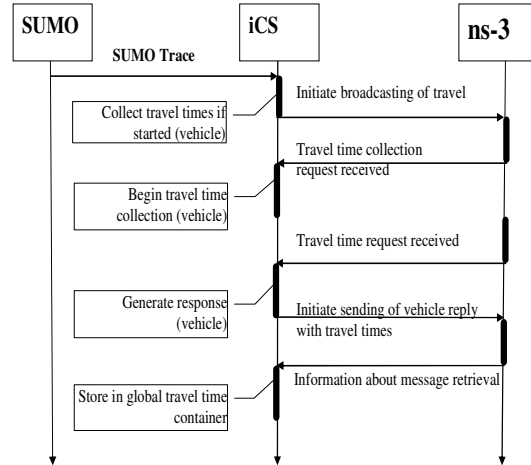 SUMO
iCS
ns-3
SUMO Trace
Initiate broadcasting of travel
Collect travel times if
started (vehicle)
Travel time collection
request received
Begin travel time
collection (vehicle)
Travel time request received
Generate response
(vehicle)
Initiate sending of vehicle reply
with travel times
Information about message retrieval
Store in global travel time
container